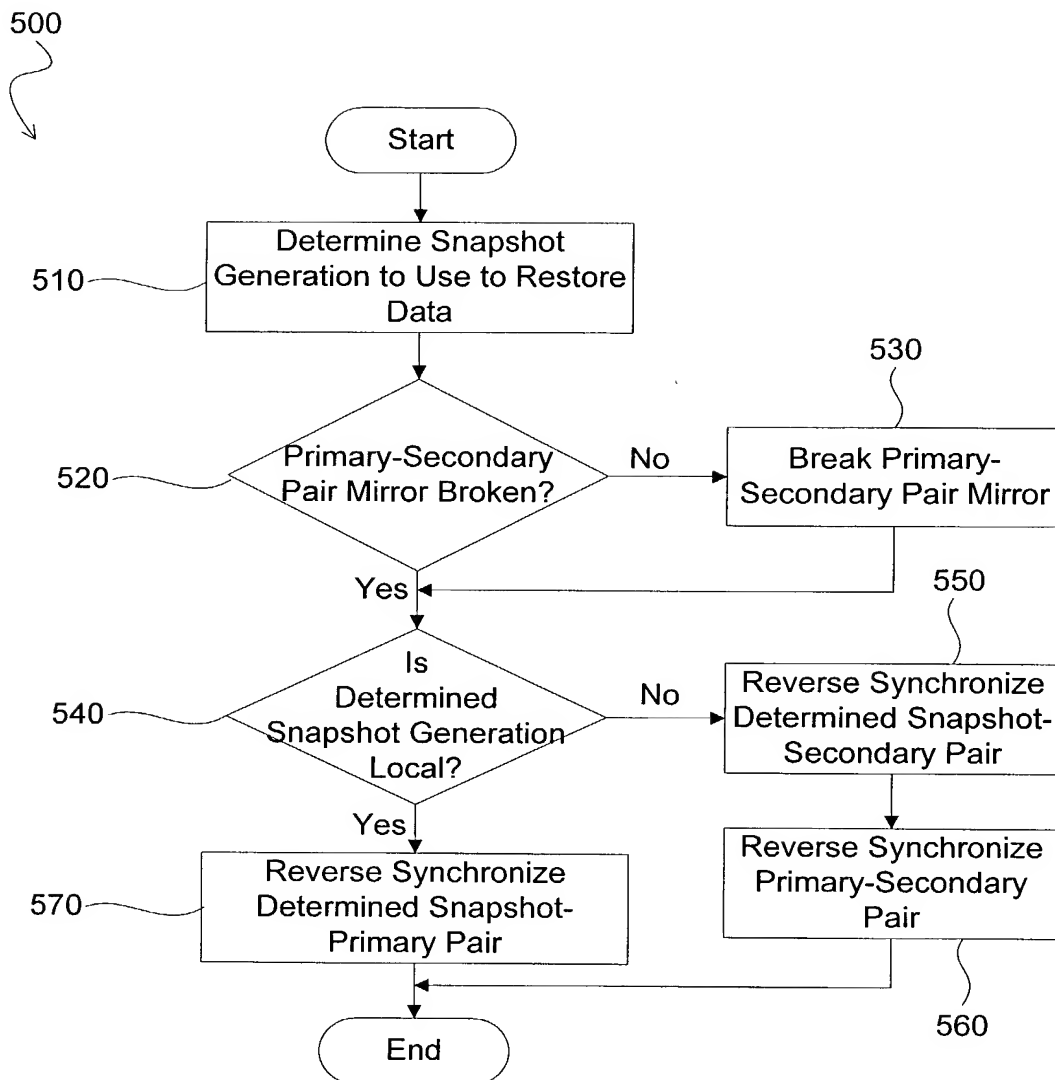 500
Start
Determine Snapshot
Generation to Use to Restore
Data
510
530
Primary-Secondary
Pair Mirror Broken?
520
No
Break Primary-
Secondary Pair Mirror
Yes
550
Is
Determined
Snapshot Generation
Local?
540
No
Reverse Synchronize
Determined Snapshot-
Secondary Pair
Yes
Reverse Synchronize
Determined Snapshot-
Primary Pair
570
Reverse Synchronize
Primary-Secondary
Pair
560
End